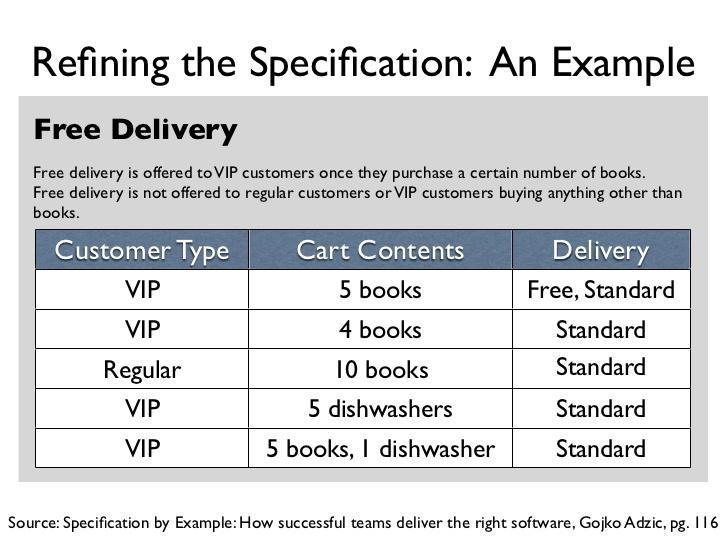 Refining the Specification: An Example
Free Delivery
Free delivery is offered to VIP customers once they purchase a certain number of books.
Free delivery is not offered to regular customers or VIP customers buying anything other than
books.
Customer Type Cart Contents Delivery
VIP 5 books Free, Standard
VIP 4 books Standard
Regular 10 books Standard
VIP 5 dishwashers Standard
VIP 5 books, 1 dishwasher Standard
Source: Specification by Example: How successful teams deliver the right software, Gojko Adzic, pg. 116